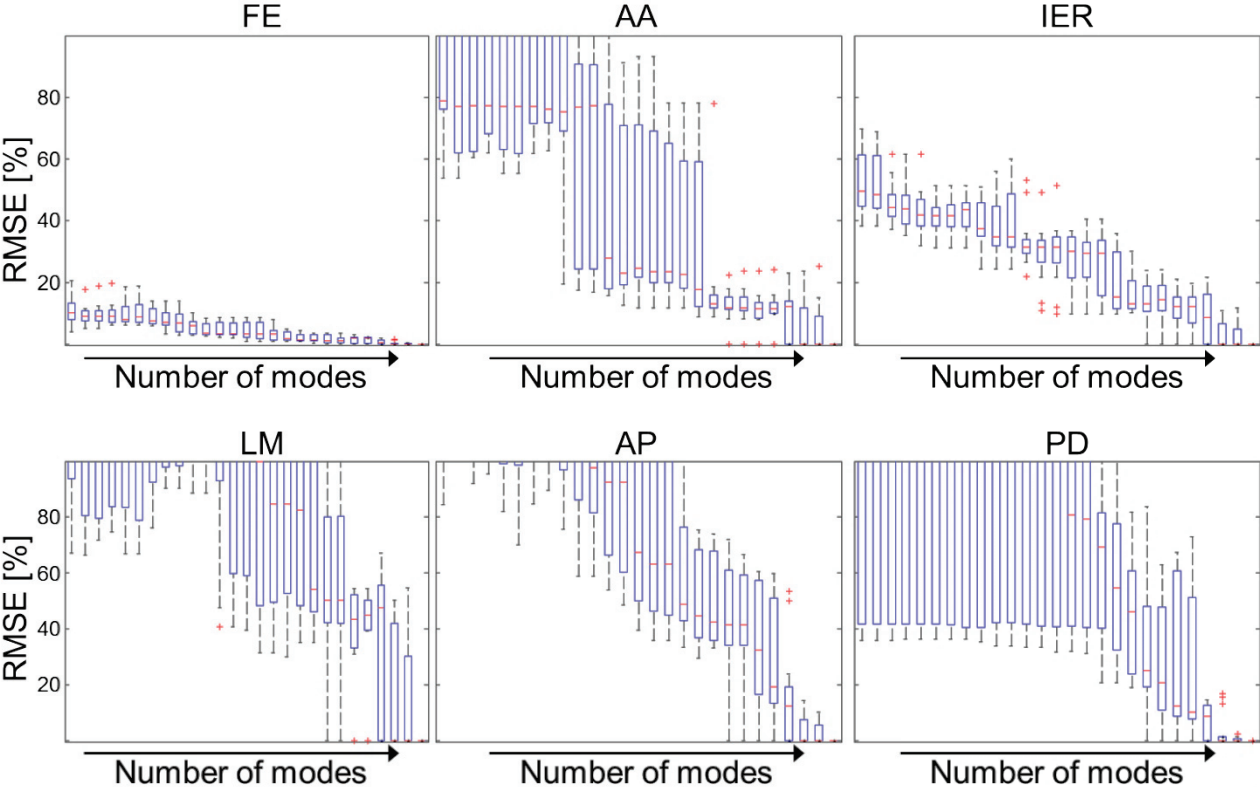 FE AA IER
RMSE [%]
80
60
40
20
Number of modes Number of modes Number of modes
LM AP PD
RMSE [%]
80
60
40
20
Number of modes Number of modes Number of modes